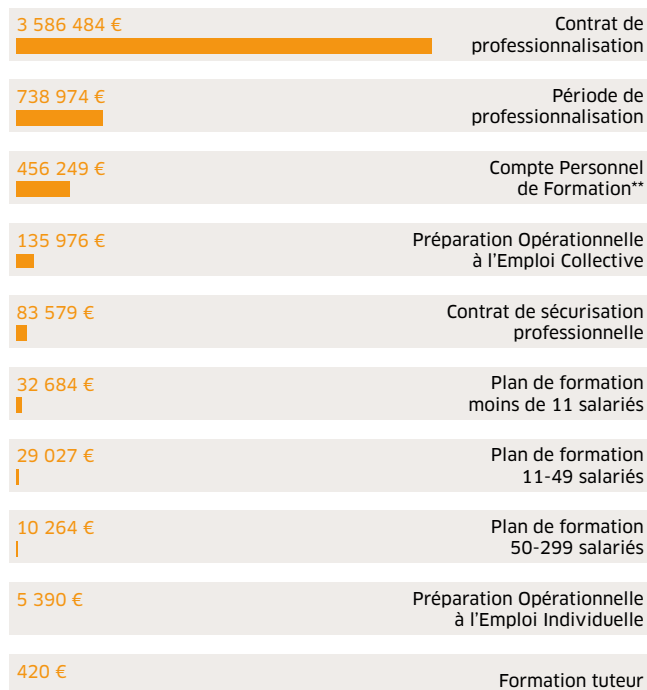 3 586 484 €
Contrat de
professionnalisation
738 974 €
Période de
professionnalisation
456 249 €
Compte Personnel
de Formation**
135 976 €
Préparation Opérationnelle
à l'Emploi Collective
83 579 €
Contrat de sécurisation
professionnelle
32 684 €
Plan de formation
moins de 11 salariés
29 027 €
Plan de formation
11-49 salariés
10 264 €
Plan de formation
50-299 salariés
5 390 €
Préparation Opérationnelle
à l'Emploi Individuelle
420 €
Formation tuteur